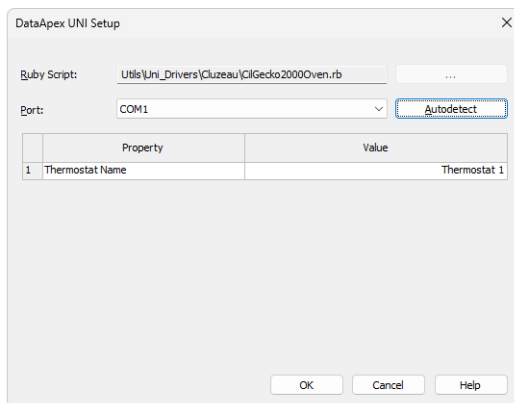 DataApex UNI Setup
Ruby Script: Utils\Uni_Drivers\Cluzeau\CilGecko2000Oven.rb ...
Port: COM1 Autodetect
Property Value
1 Thermostat Name Thermostat 1
OK Cancel Help